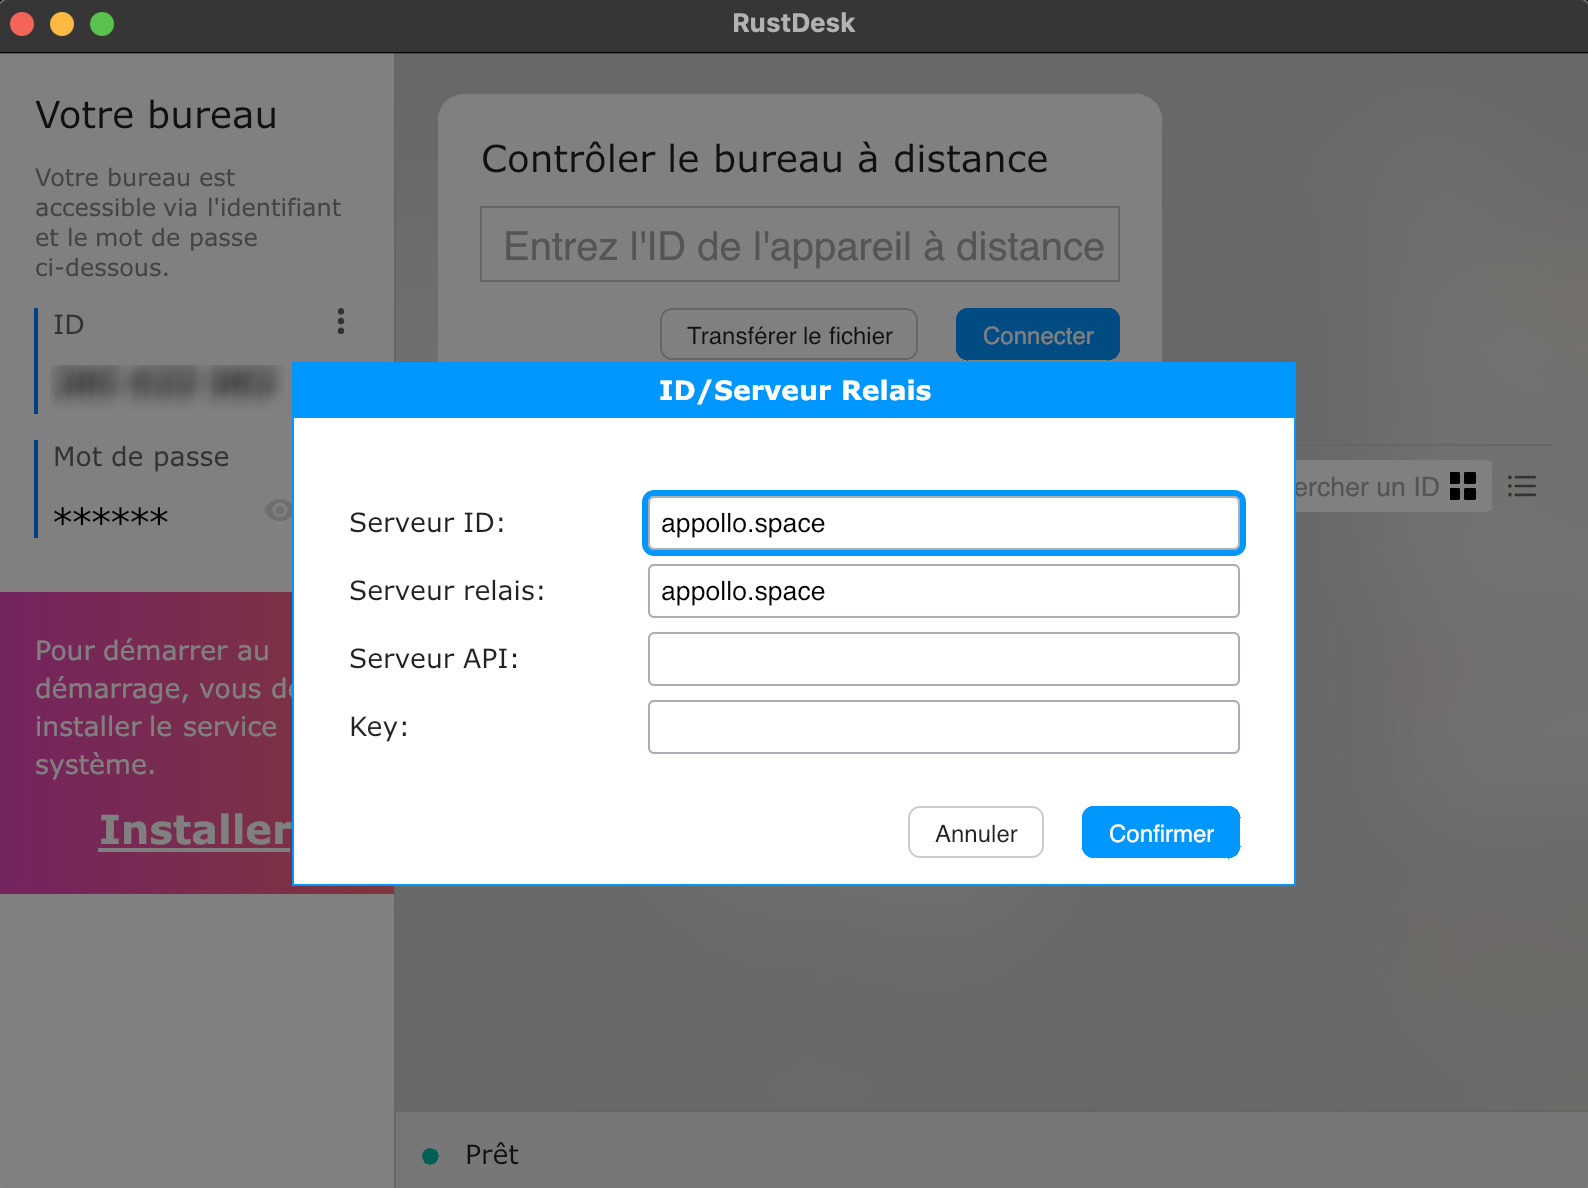 RustDesk
Votre bureau
Votre bureau est
accessible via l'identifiant
et le mot de passe
ci-dessous.
ID
Mot de passe
******
Pour démarrer au
démarrage, vous de
installer le service
système.
Installer
Contrôler le bureau à distance
Entrez l'ID de l'appareil à distance
Transférer le fichier
Connecter
ercher un ID
ID/Serveur Relais
Serveur ID:
appollo.space
Serveur relais:
appollo.space
Serveur API:
Key:
Annuler
Confirmer
Prêt